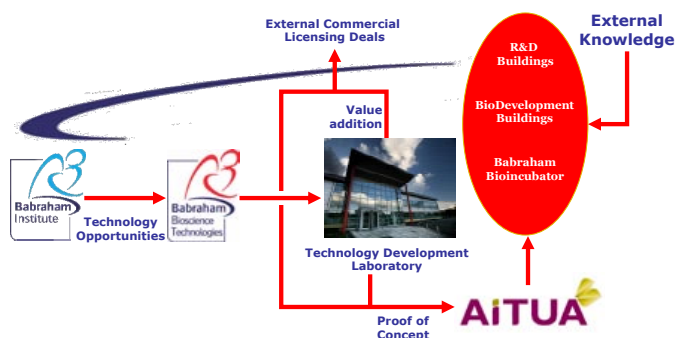 External Commercial
Licensing Deals
External
Knowledge
R&D
Buildings
BioDevelopment
Buildings
Babraham
Bioincubator
Value
addition
Babraham
Institute
Technology
Opportunities
Babraham
Bioscience
Technologies
Technology Development
Laboratory
Proof of
Concept
AiTUA